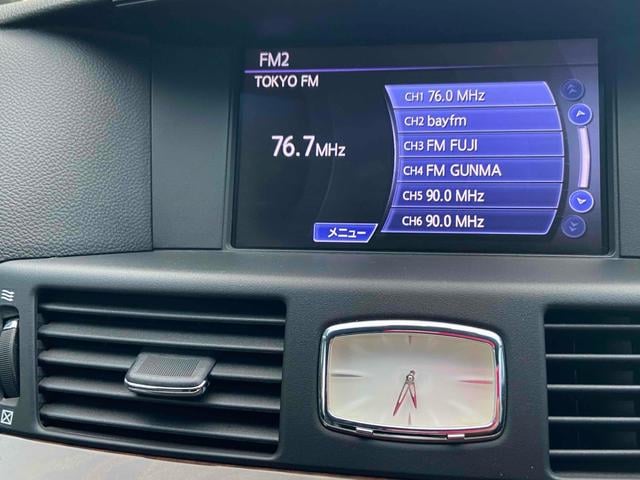 FM2
TOKYO FM
76.7MHz
CH1 76.0 MHz
CH2 bayfm
CH3 FM FUJI
CH4 FM GUNMA
CH5 90.0 MHz
CH6 90.0 MHz
メニュー